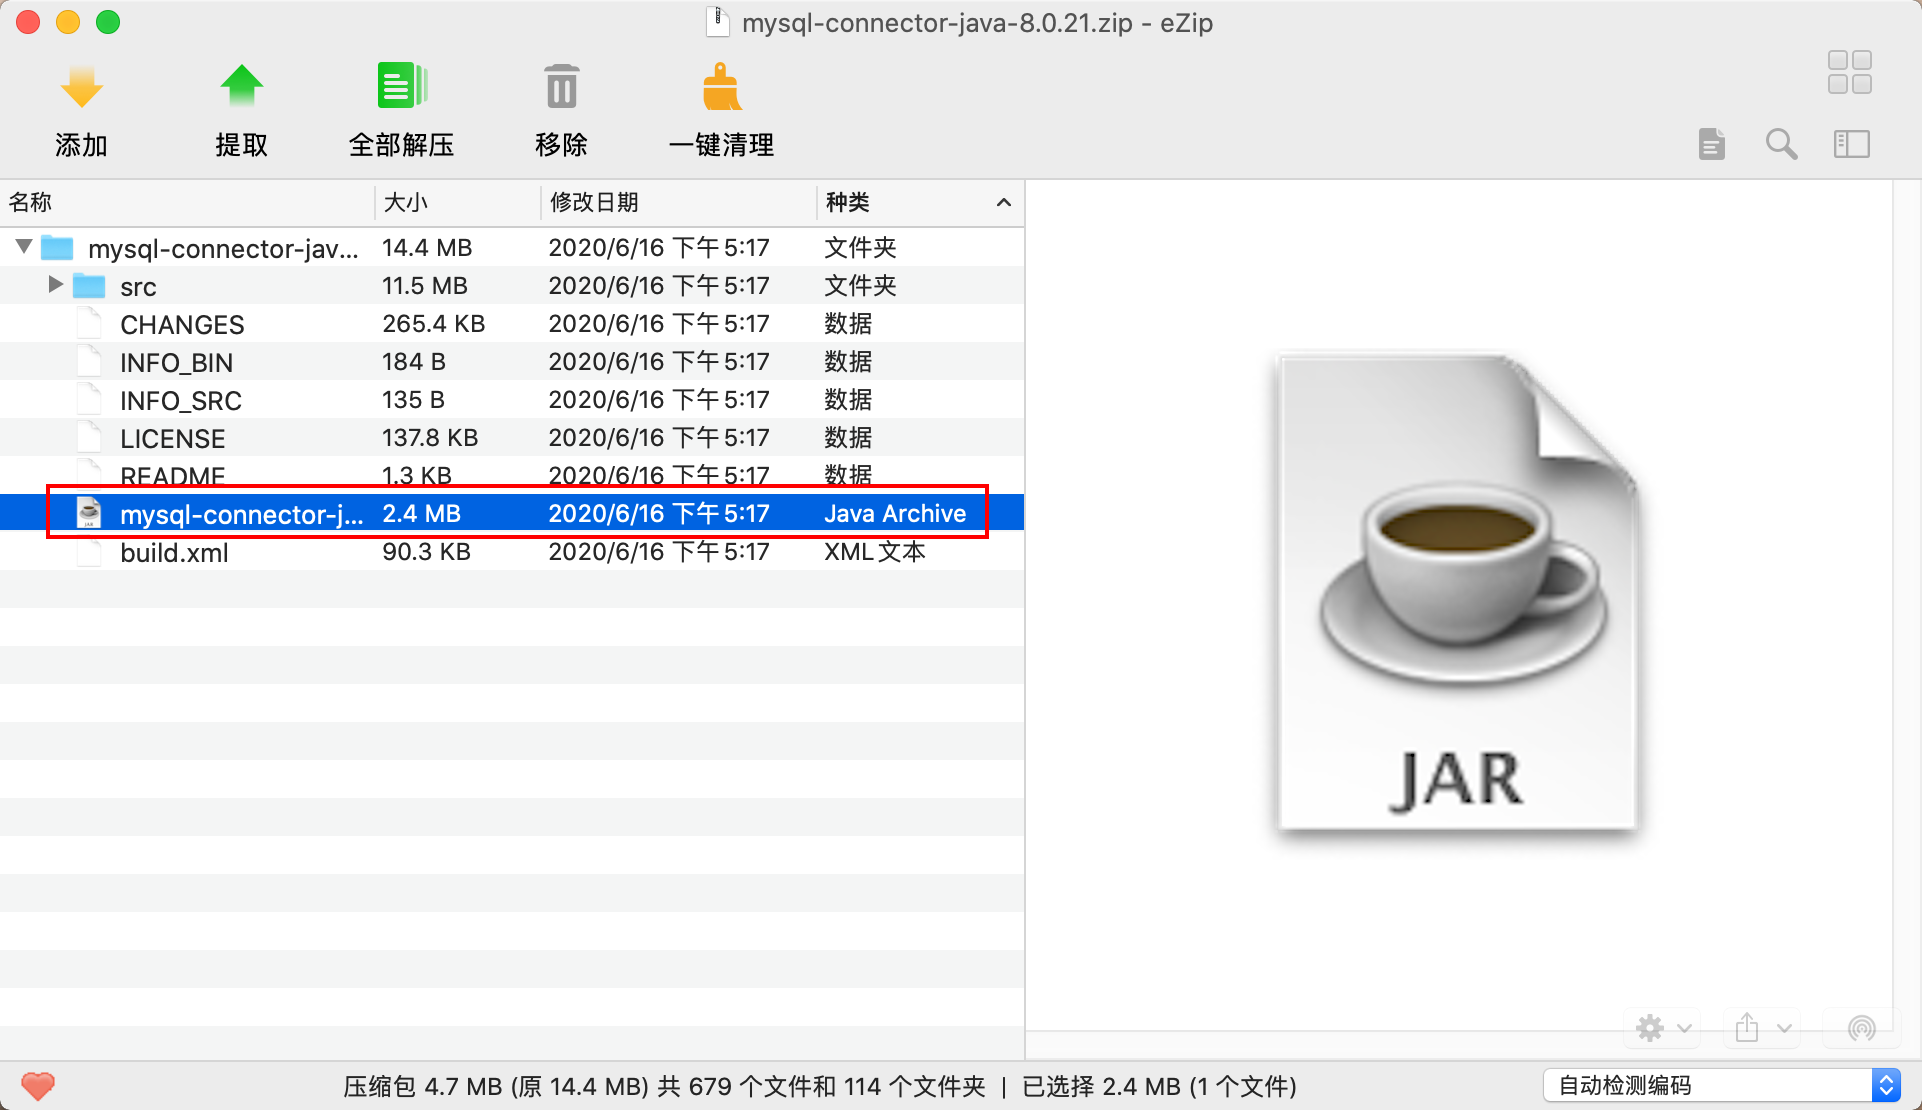 mysql-connector-java-8.0.21.zip - eZip
添加 提取 全部解压 移除 一键清理
名称 大小 修改日期 种类
mysql-connector-jav... 14.4 MB 2020/6/16 下午5:17 文件夹
src 11.5 MB 2020/6/16 下午5:17 文件夹
CHANGES 265.4 KB 2020/6/16 下午5:17 数据
INFO_BIN 184 B 2020/6/16 下午5:17 数据
INFO_SRC 135 B 2020/6/16 下午5:17 数据
LICENSE 137.8 KB 2020/6/16 下午5:17 数据
README 1.3 KB 2020/6/16 下午5:17 数据
mysql-connector-j... 2.4 MB 2020/6/16 下午5:17 Java Archive
build.xml 90.3 KB 2020/6/16 下午5:17 XML文本
JAR
压缩包 4.7 MB (原 14.4 MB) 共 679 个文件和 114 个文件夹 | 已选择 2.4 MB (1 个文件)
自动检测编码